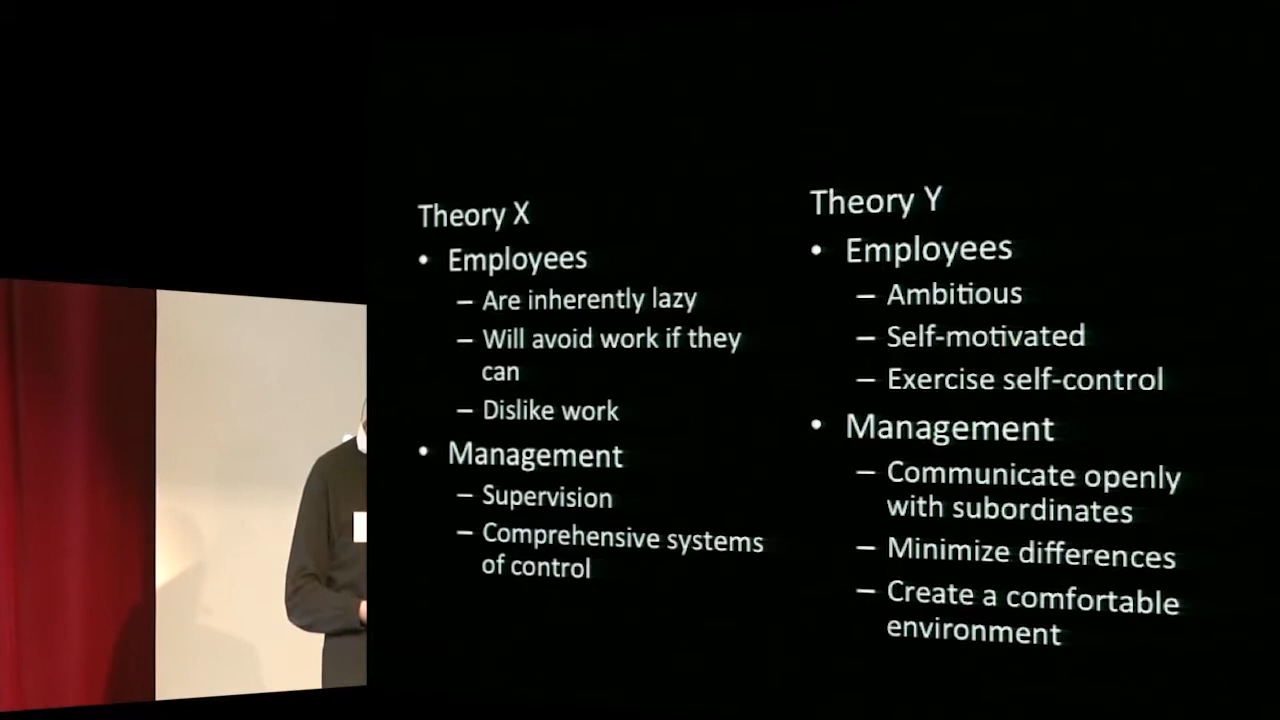 Theory X
• Employees
– Are inherently lazy
– Will avoid work if they
can
– Dislike work
• Management
– Supervision
– Comprehensive systems
of control
Theory Y
• Employees
– Ambitious
– Self-motivated
– Exercise self-control
• Management
– Communicate openly
with subordinates
– Minimize differences
– Create a comfortable
environment